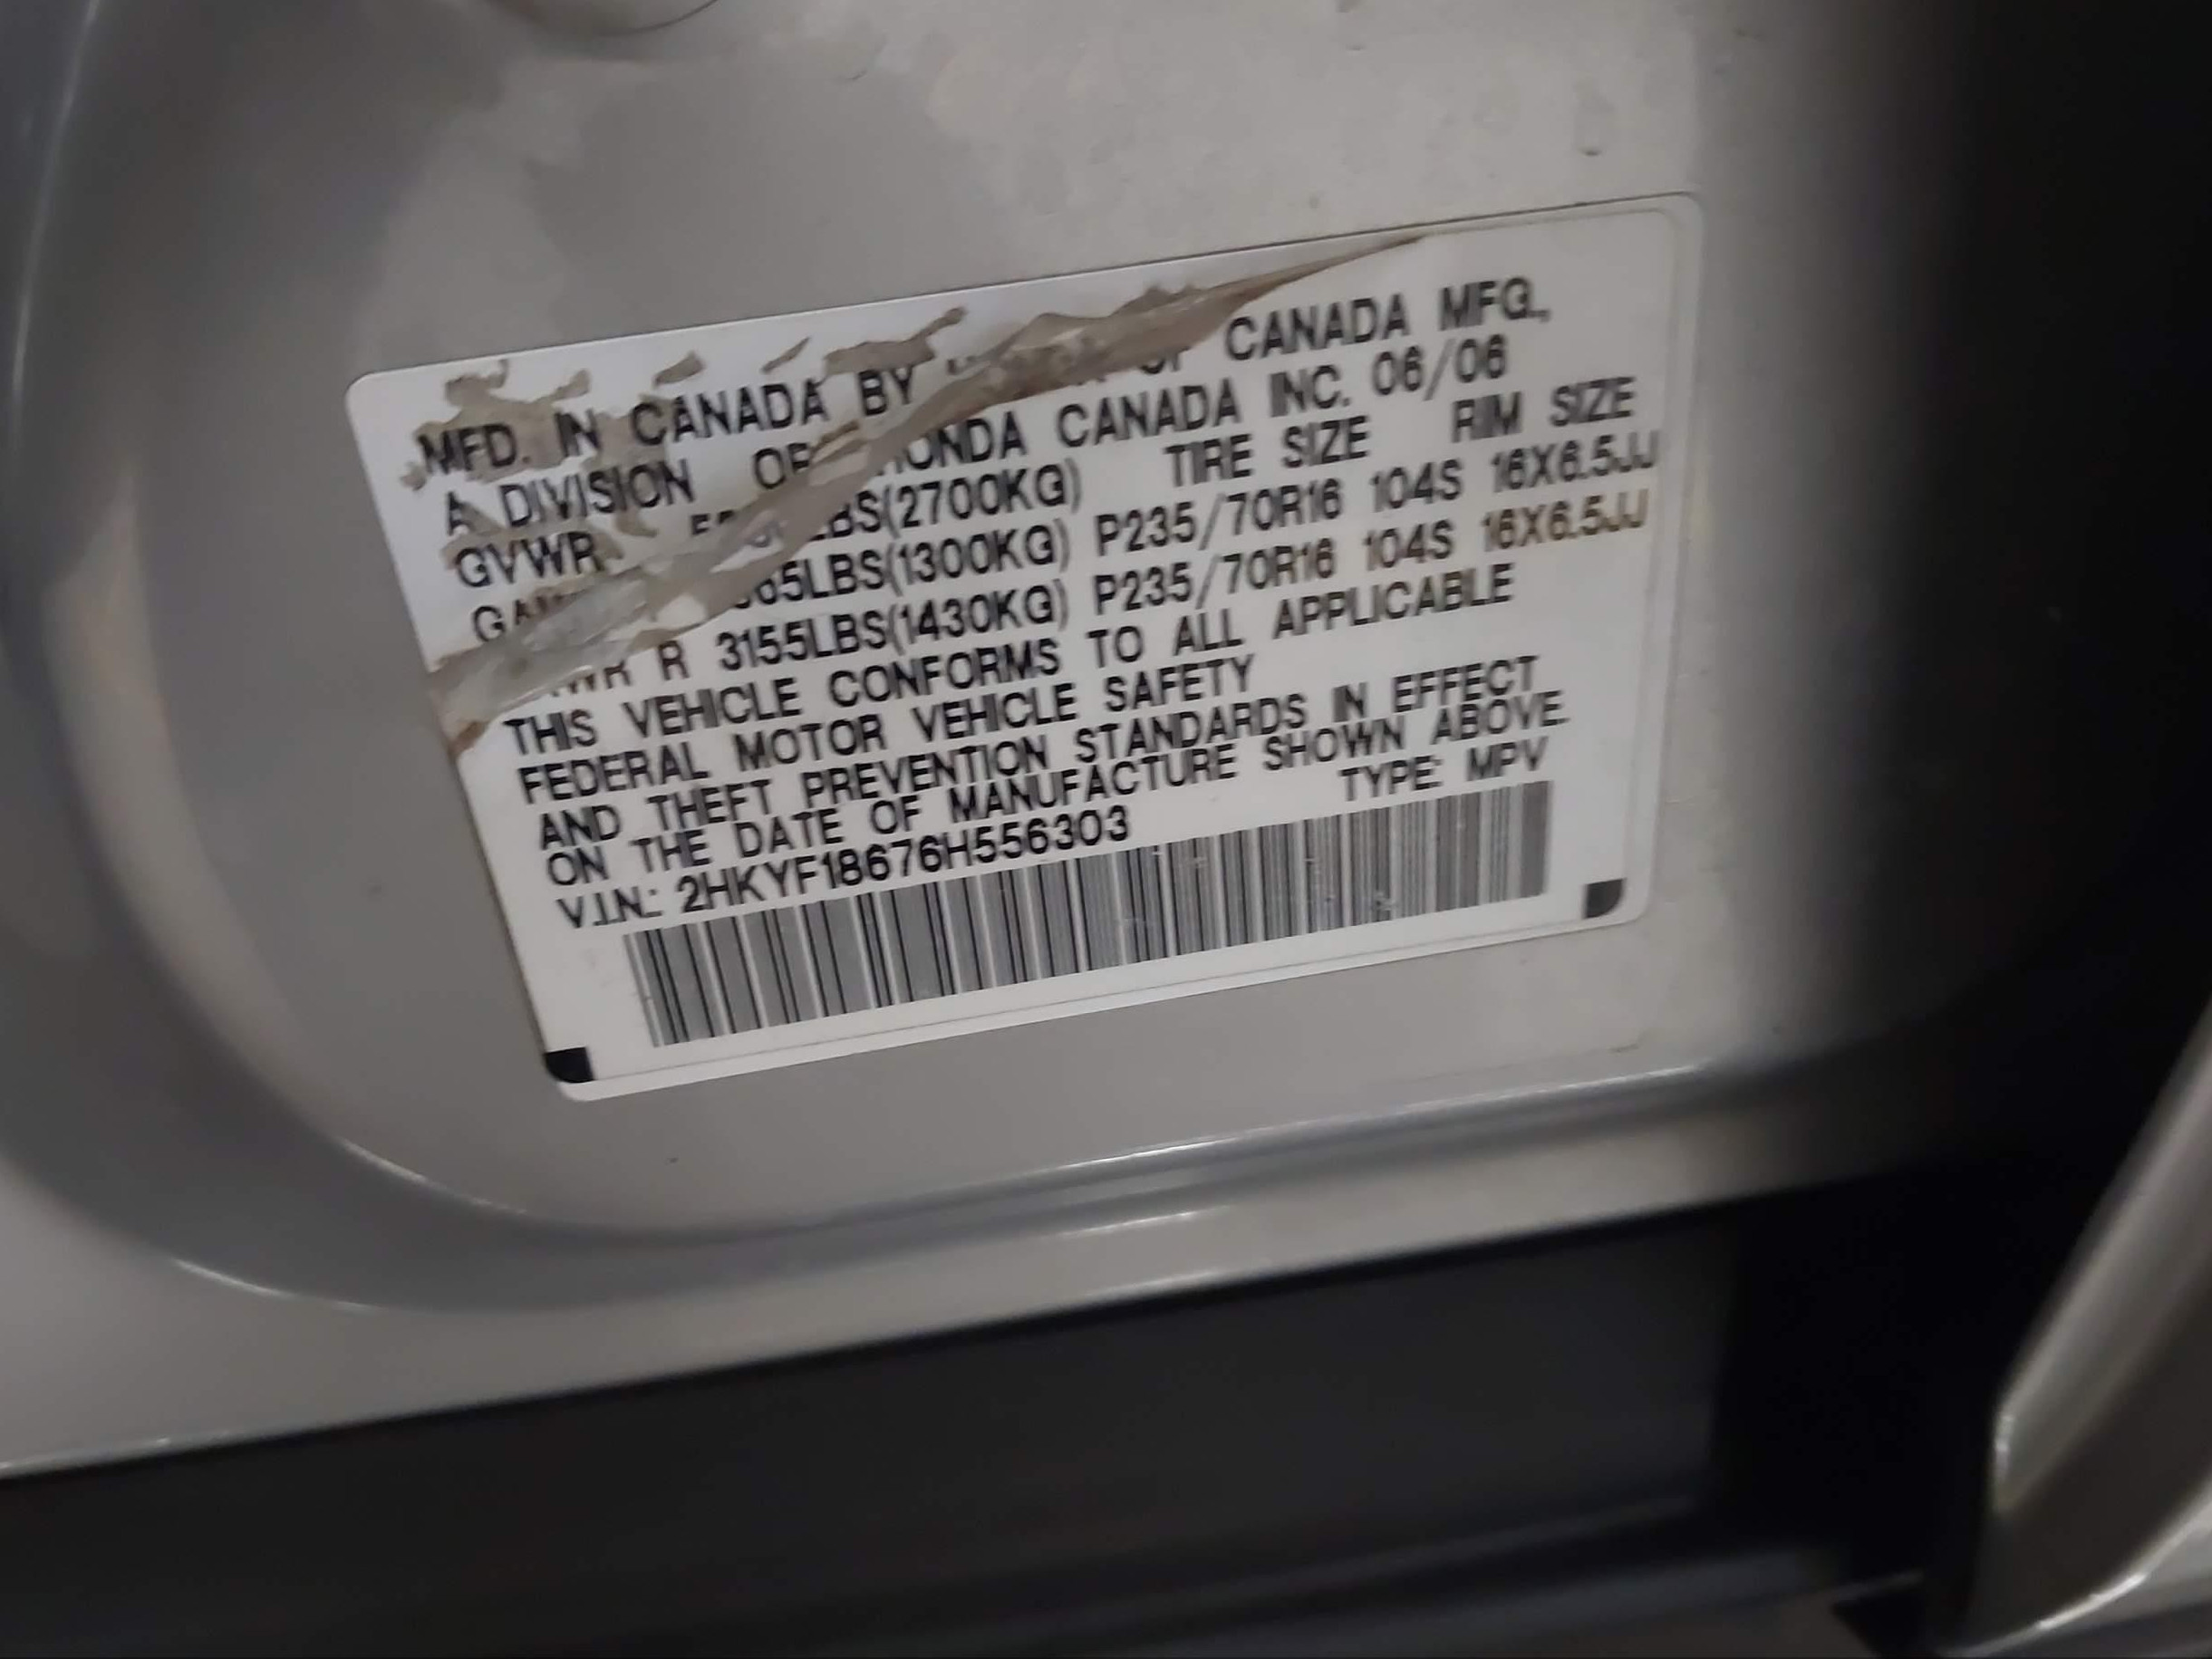 MFD. IN CANADA BY CANADA MFG.,
A DIVISION OF HONDA CANADA INC. 06/06
GVWR LBS(2700KG) TIRE SIZE RIM SIZE
65LBS(1300KG) P235/70R16 104S 16X6.5JJ
R 3155LBS(1430KG) P235/70R16 104S 16X6.5JJ
THIS VEHICLE CONFORMS TO ALL APPLICABLE
FEDERAL MOTOR VEHICLE SAFETY
AND THEFT PREVENTION STANDARDS IN EFFECT
ON THE DATE OF MANUFACTURE SHOWN ABOVE.
V.I.N.: 2HKYF18676H556303 TYPE: MPV